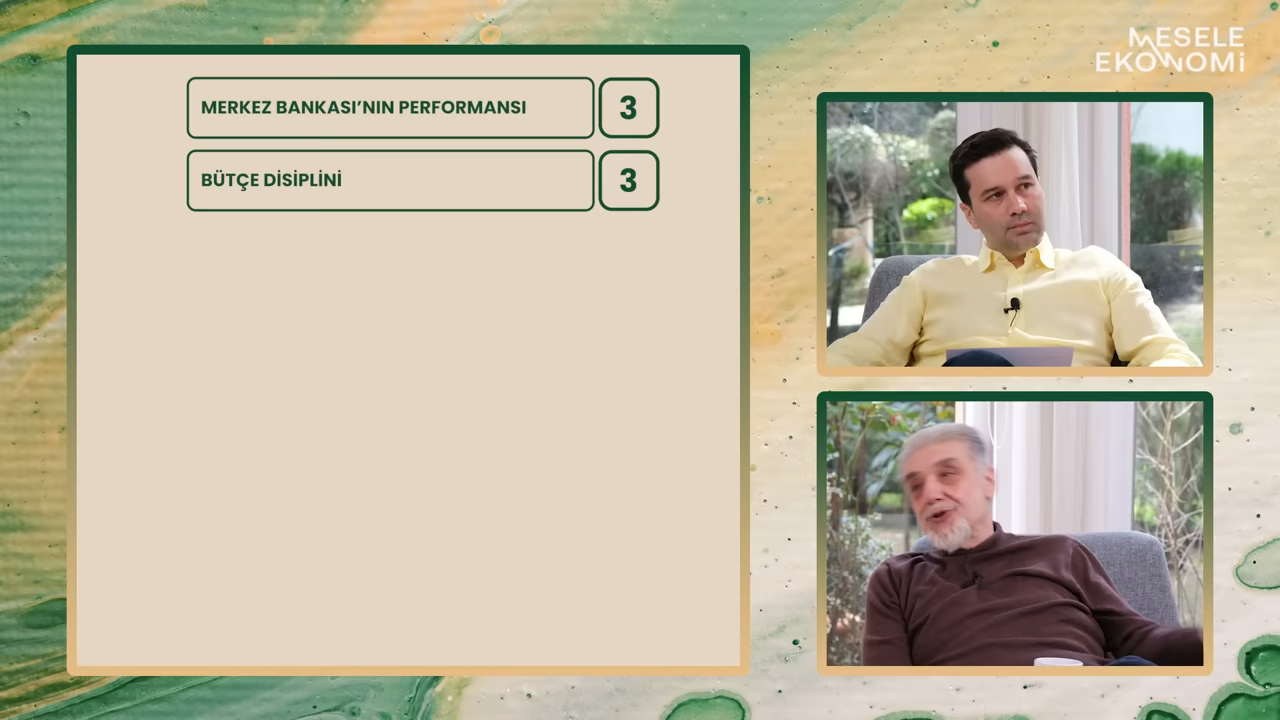 MESELE
EKONOMİ
MERKEZ BANKASI’NIN PERFORMANSI 3
BÜTÇE DİSİPLİNİ 3